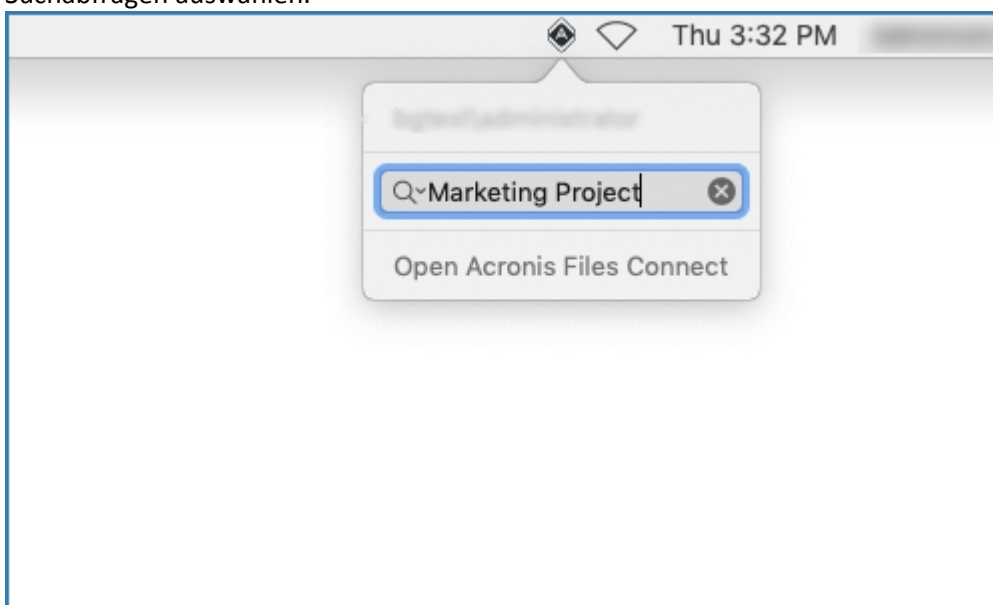 Suchabfragen auswählen.
Thu 3:32 PM
Marketing Project
Open Acronis Files Connect